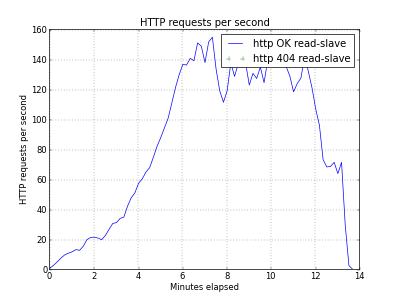 HTTP requests per second
160
140
120
100
80
60
40
20
0
HTTP requests per second
http OK read-slave
http 404 read-slave
0 2 4 6 8 10 12 14
Minutes elapsed